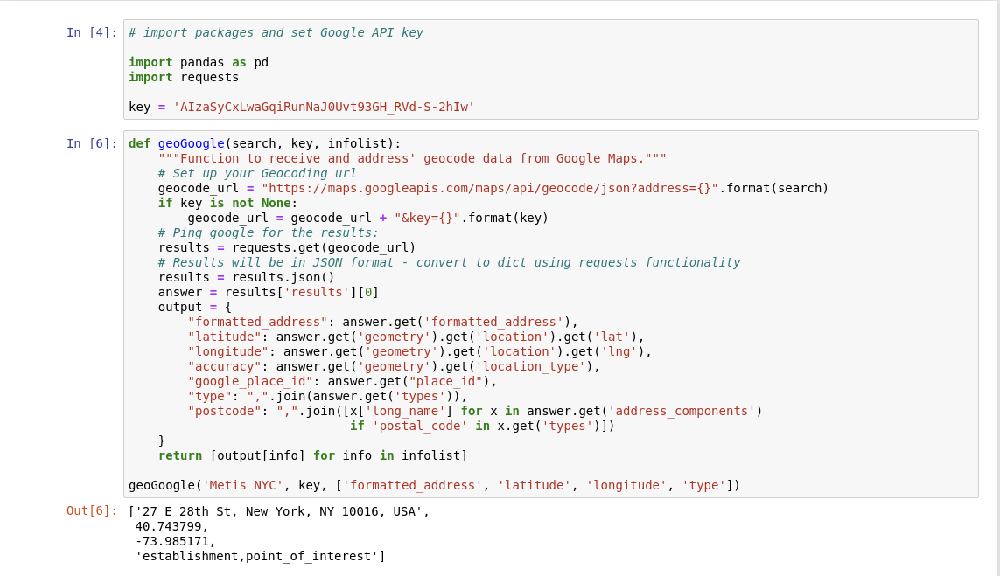 In [4]: # import packages and set Google API key
import pandas as pd
import requests
key = 'AIzaSyCxLwaGqiRunNaJ0Uvt93GH_RVd-S-2hIw'
In [6]: def geoGoogle(search, key, infolist):
"""Function to receive and address' geocode data from Google Maps."""
# Set up your Geocoding url
geocode_url = "https://maps.googleapis.com/maps/api/geocode/json?address={}".format(search)
if key is not None:
geocode_url = geocode_url + "&key={}".format(key)
# Ping google for the results:
results = requests.get(geocode_url)
# Results will be in JSON format - convert to dict using requests functionality
results = results.json()
answer = results['results'][0]
output = {
"formatted_address": answer.get('formatted_address'),
"latitude": answer.get('geometry').get('location').get('lat'),
"longitude": answer.get('geometry').get('location').get('lng'),
"accuracy": answer.get('geometry').get('location_type'),
"google_place_id": answer.get("place_id"),
"type": ",".join(answer.get('types')),
"postcode": ",".join([x['long_name'] for x in answer.get('address_components')
if 'postal_code' in x.get('types')])
}
return [output[info] for info in infolist]
geoGoogle('Metis NYC', key, ['formatted_address', 'latitude', 'longitude', 'type'])
Out[6]: ['27 E 28th St, New York, NY 10016, USA',
40.743799,
-73.985171,
'establishment,point_of_interest']